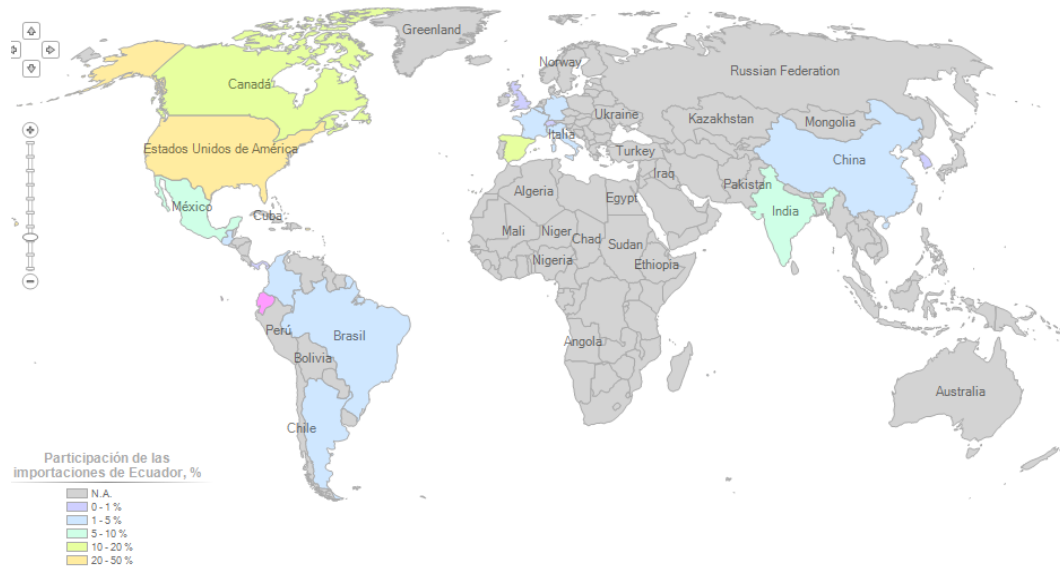 Greenland
Norway
Russian Federation
Canadá
Ukraine
Kazakhstan
Mongolia
Estados Unidos de América
Italia
Turkey
China
Iraq
Pakistan
Algeria
Egypt
México
Cuba
India
Mali
Niger
Chad
Sudan
Nigeria
Ethiopia
Perú
Brasil
Angola
Bolivia
Australia
Chile
Participación de las
importaciones de Ecuador, %
N.A.
0 - 1 %
1 - 5 %
5 - 10 %
10 - 20 %
20 - 50 %